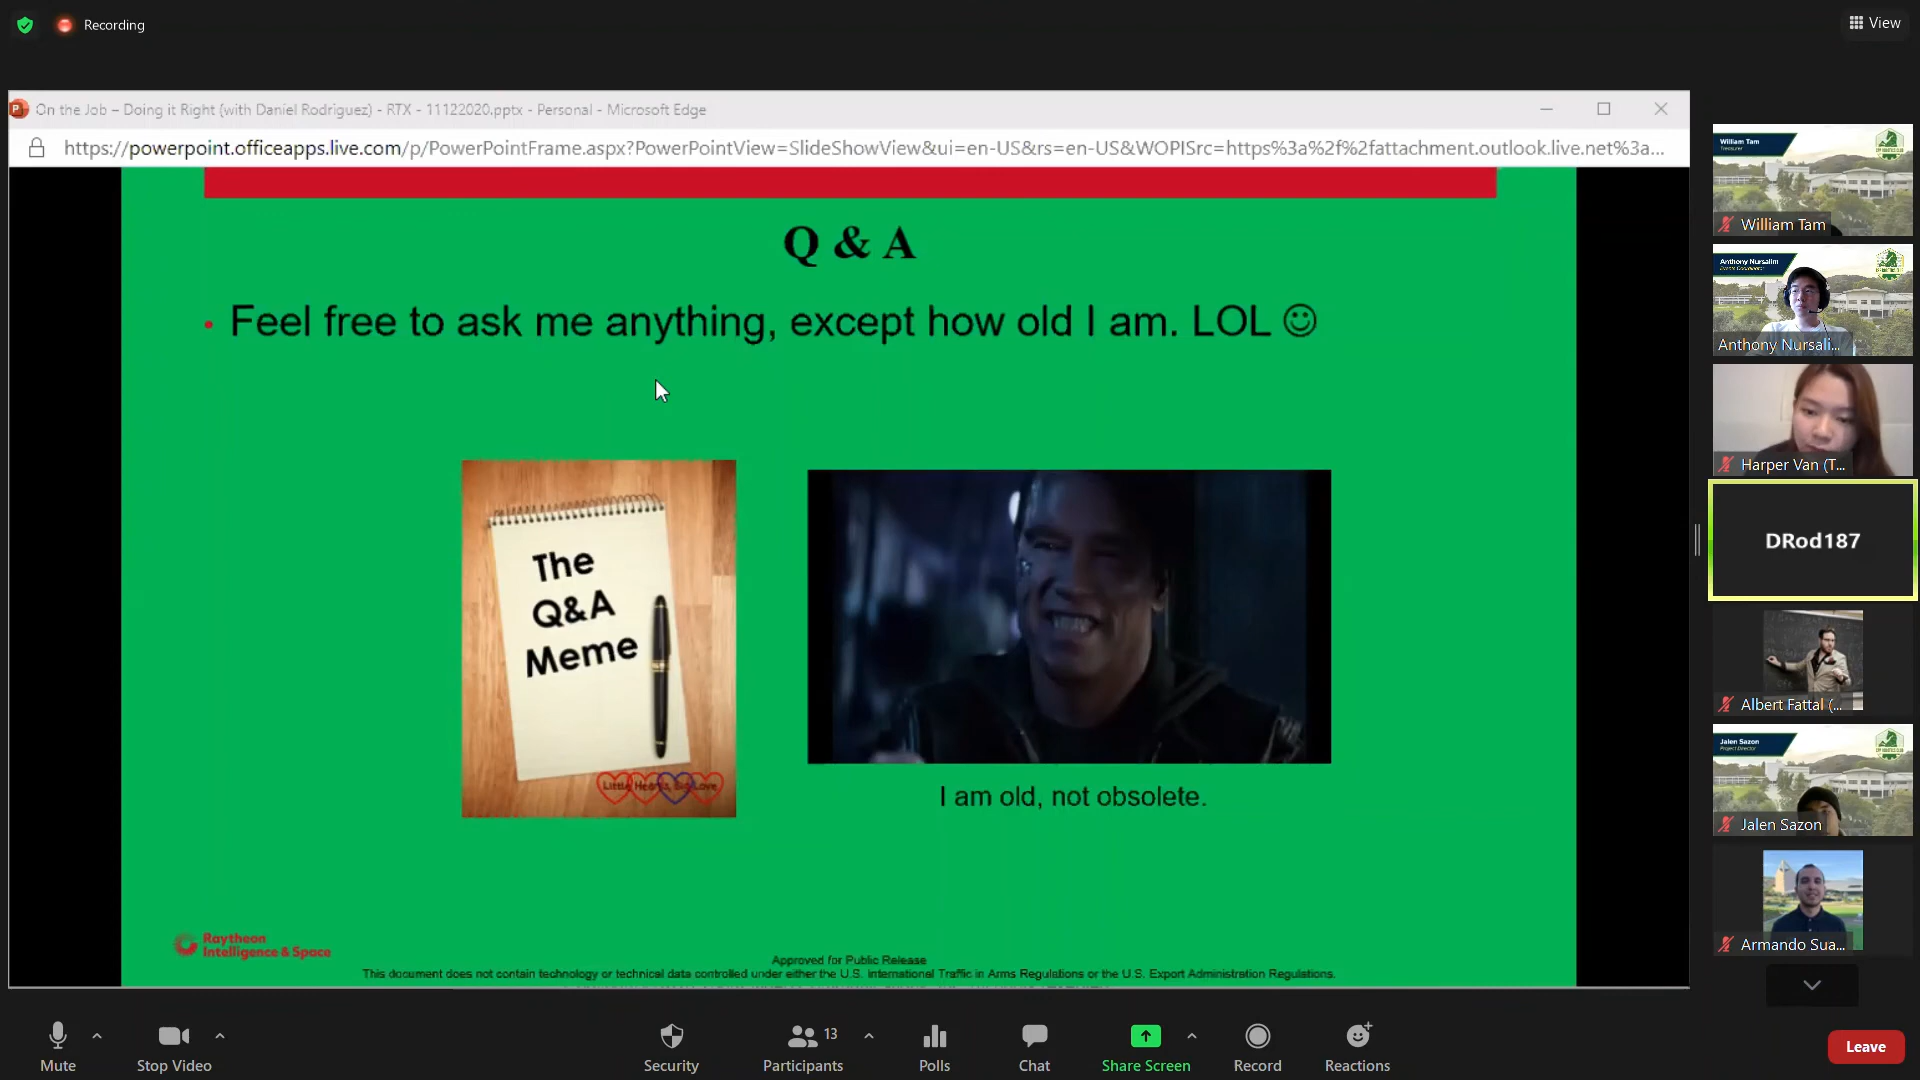 Recording
View
On the Job – Doing it Right (with Daniel Rodriguez) - RTX - 11122020.pptx - Personal - Microsoft Edge
https://powerpoint.officeapps.live.com/p/PowerPointFrame.aspx?PowerPointView=SlideShowView&ui=en-US&rs=en-US&WOPISrc=https%3a%2f%2fattachment.outlook.live.net%3a...
Q & A
• Feel free to ask me anything, except how old I am. LOL ☺
The
Q&A
Meme
Little Hearts, Big Love
I am old, not obsolete.
Raytheon
Intelligence & Space
Approved for Public Release
This document does not contain technology or technical data controlled under either the U.S. International Traffic in Arms Regulations or the U.S. Export Administration Regulations.
William Tam
Treasurer
William Tam
Anthony Nursalim
Events Coordinator
Anthony Nursali...
Harper Van (T...
DRod187
Albert Fattal (...
Jalen Sazon
Project Director
Jalen Sazon
Armando Sua...
Mute
Stop Video
Security
Participants
13
Polls
Chat
Share Screen
Record
Reactions
Leave